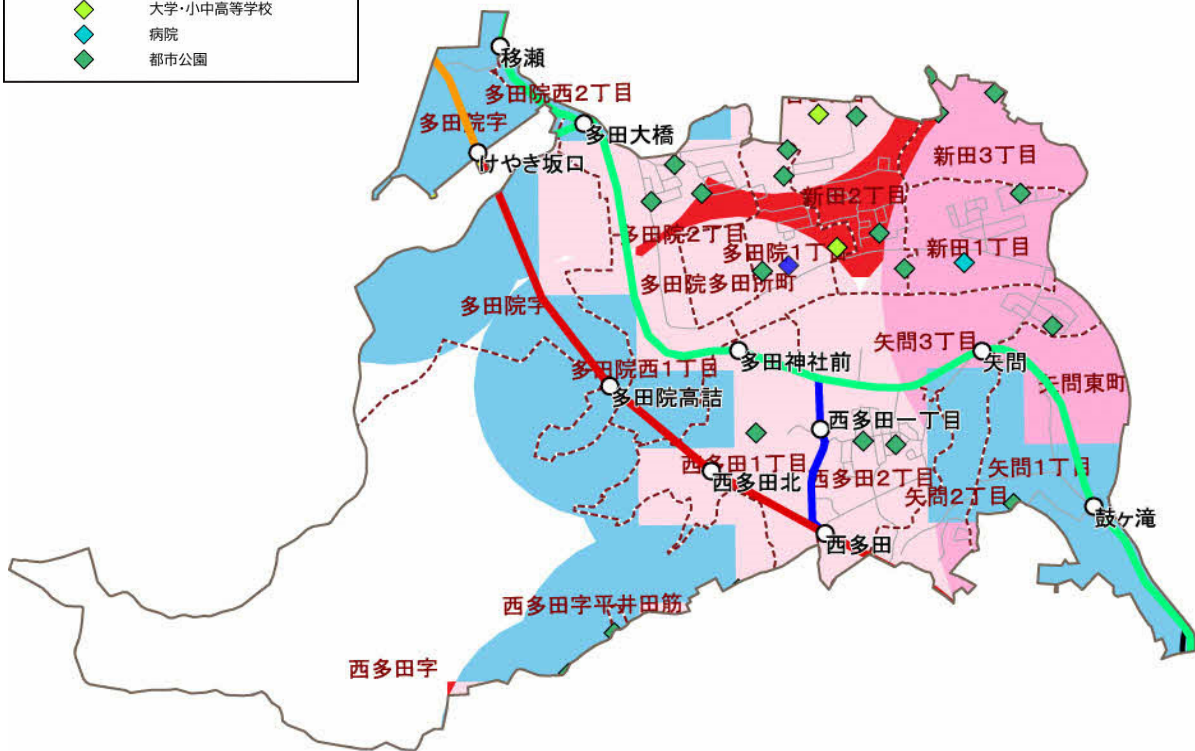 大学・小中高等学校
病院
都市公園
移瀬
多田院西2丁目
多田院字
多田大橋
けやき坂口
新田3丁目
新田2丁目
多田院2丁目
多田院1丁目
新田1丁目
多田院多田所町
多田院字
矢問3丁目
矢問
多田神社前
多田院西1丁目
多田院高詰
矢問東町
西多田一丁目
西多田1丁目
西多田北
西多田2丁目
矢問1丁目
矢問2丁目
鼓ヶ滝
西多田
西多田字平井田筋
西多田字